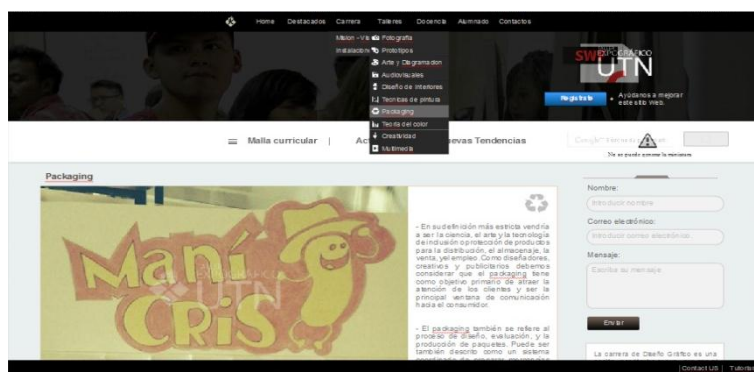 Home Destacados Carrera Talleres Docencia Alumnado Contactos
Fotografía
Prototipos
Arte y Diagramacion
Audiovisuales
Diseño de Interiores
Tecnicas de pintura
Packaging
Teoria del color
Creatividad
Multimedia
EXPOGRÁFICO
UTN
Registrate
Ayúdanos a mejorar
este sitio Web.
Malla curricular |
Tendencias
No se puede mostrar la miniatura
Packaging
Maní
CRIS
EXPOGRÁFICO
UTN
- En su definición más estricta vendría
a ser la ciencia, el arte y la tecnología
de inclusión o protección de productos
para la distribución, el almacenaje, la
venta, y el empleo. Como diseñadores,
creativos y publicitarios debemos
considerar que el packaging tiene
como objetivo primario de atraer la
atención de los clientes y ser la
principal ventana de comunicación
hacia el consumidor.
- El packaging también se refiere al
proceso de diseño, evaluación, y la
producción de paquetes. Puede ser
también descrito como un sistema
Nombre:
Introducir nombre
Correo electrónico:
Introducir correo electrónico.
Mensaje:
Escriba su mensaje
Enviar
La carrera de Diseño Gráfico es una
|Contact US |